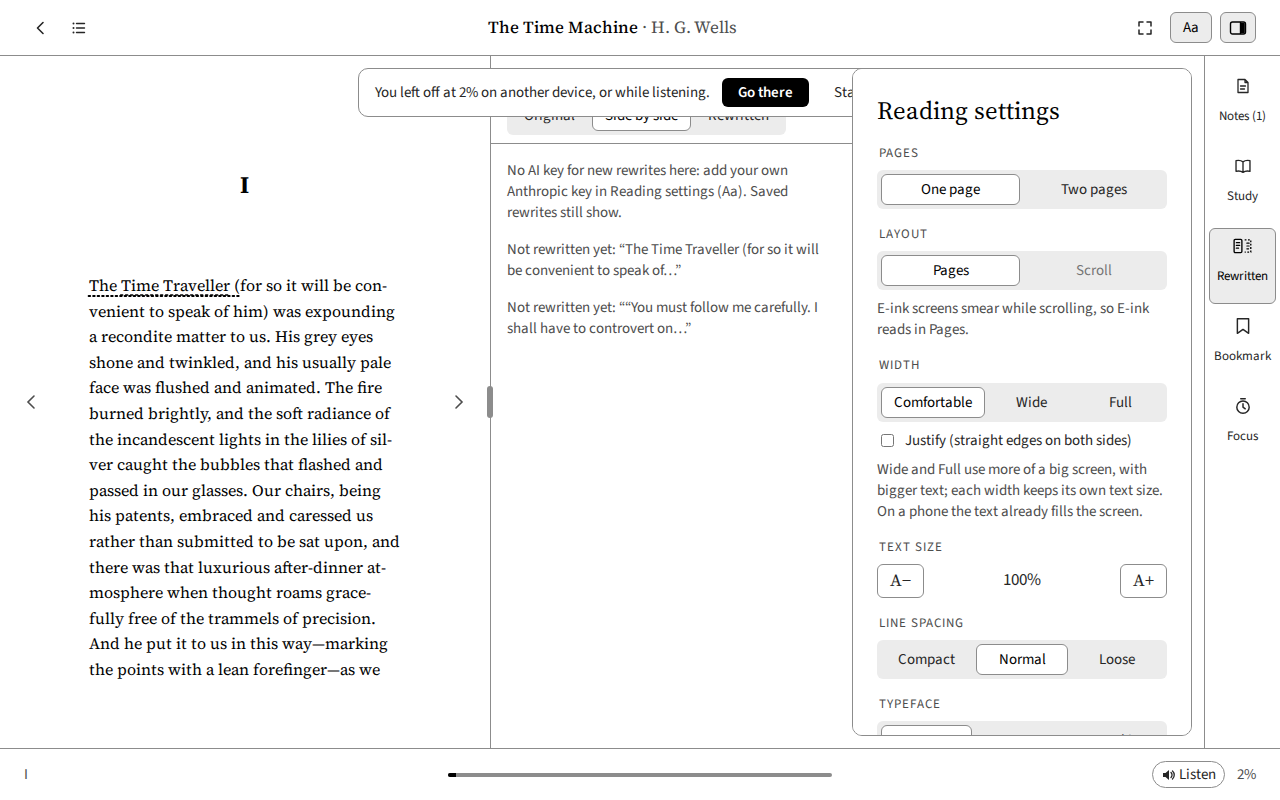 The Time Machine · H. G. Wells
Aa
You left off at 2% on another device, or while listening.
Go there
Original
Side by side
Rewritten
I
The Time Traveller (for so it will be con-
venient to speak of him) was expounding
a recondite matter to us. His grey eyes
shone and twinkled, and his usually pale
face was flushed and animated. The fire
burned brightly, and the soft radiance of
the incandescent lights in the lilies of sil-
ver caught the bubbles that flashed and
passed in our glasses. Our chairs, being
his patents, embraced and caressed us
rather than submitted to be sat upon, and
there was that luxurious after-dinner at-
mosphere when thought roams grace-
fully free of the trammels of precision.
And he put it to us in this way—marking
the points with a lean forefinger—as we
No AI key for new rewrites here: add your own
Anthropic key in Reading settings (Aa). Saved
rewrites still show.
Not rewritten yet: “The Time Traveller (for so it will
be convenient to speak of…”
Not rewritten yet: ““You must follow me carefully. I
shall have to controvert on…”
Reading settings
PAGES
One page
Two pages
LAYOUT
Pages
Scroll
E-ink screens smear while scrolling, so E-ink
reads in Pages.
WIDTH
Comfortable
Wide
Full
Justify (straight edges on both sides)
Wide and Full use more of a big screen, with
bigger text; each width keeps its own text size.
On a phone the text already fills the screen.
TEXT SIZE
A−
100%
A+
LINE SPACING
Compact
Normal
Loose
TYPEFACE
Notes (1)
Study
Rewritten
Bookmark
Focus
I
Listen
2%